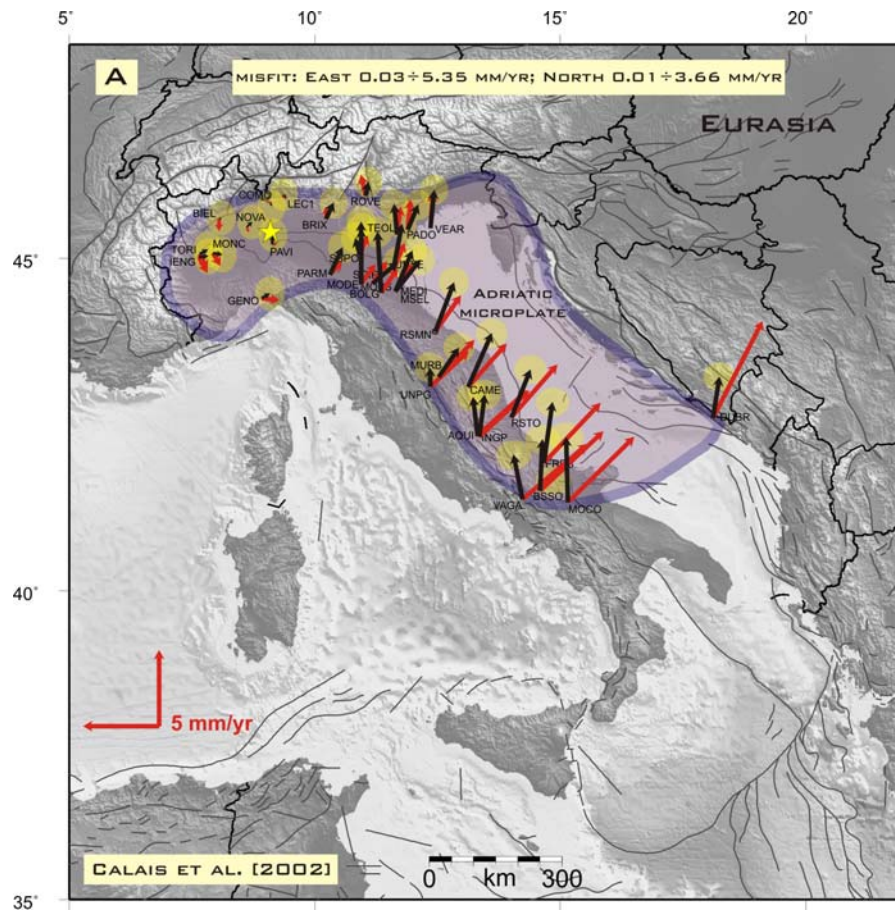 5°
10°
15°
20°
A
MISFIT: EAST 0.03÷5.35 MM/YR; NORTH 0.01÷3.66 MM/YR
EURASIA
COMO
LEC1
ROVE
BIEL
NOVA
BRIX
TEOL
PADO
VEAR
45°
TORI
MONC
IENG
PAVI
PARM
MODE
BOLG
MEDI
MSEL
GENO
ADRIATIC
MICROPLATE
RSMN
MURB
UNPG
CAME
RSTO
DUBR
AQUI
INGP
VAGA
BSSO
MOCO
40°
5 mm/yr
CALAIS ET AL. [2002]
0
km
300
35°